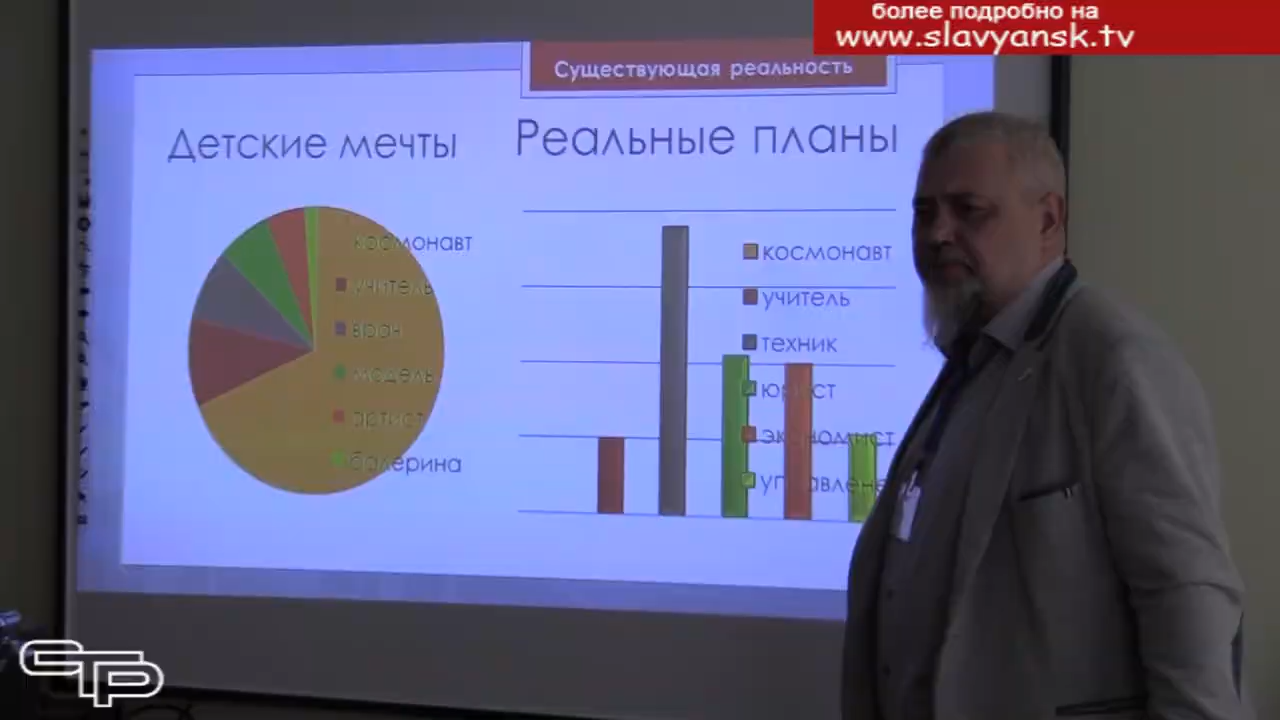 более подробно на
www.slavyansk.tv
Существующая реальность
Детские мечты
Реальные планы
космонавт
учитель
врач
модель
артист
балерина
космонавт
учитель
техник
юрист
экономист
СТР